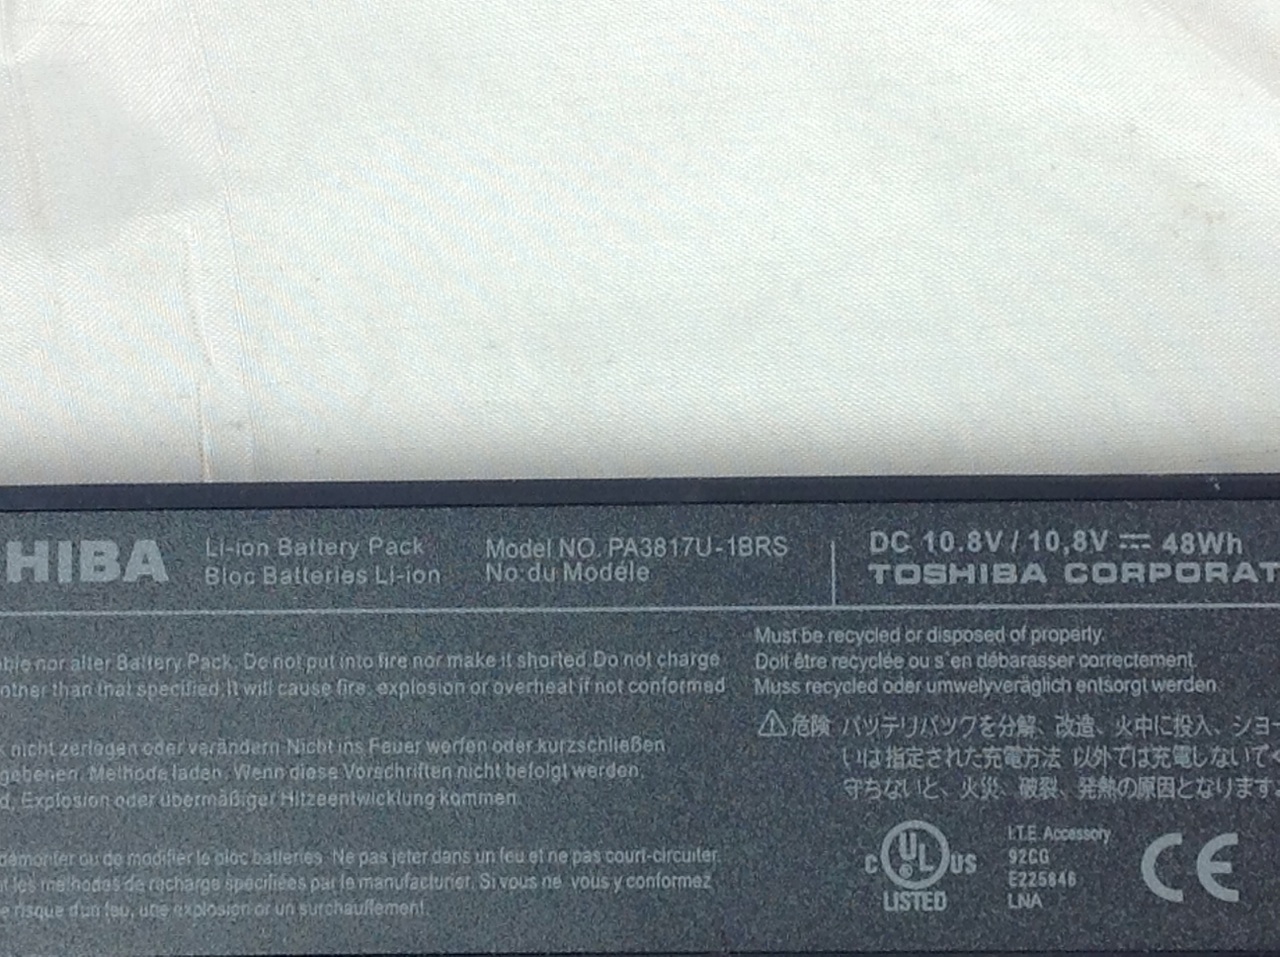 HIBA
Li-ion Battery Pack
Bloc Batteries Li-ion
Model NO. PA3817U-1BRS
No du Modéle
DC 10.8V / 10,8V ⎓ 48Wh
TOSHIBA CORPORAT
ble nor alter Battery Pack. Do not put into fire nor make it shorted Do not charge
other than that specified. It will cause fire, explosion or overheat if not conformed
nicht zerlegen oder verändern Nicht ins Feuer werfen oder kurzschließen
gebenen Methode laden. Wenn diese Vorschriften nicht befolgt werden,
d, Explosion oder übermäßiger Hitzeentwicklung kommen
démonter ou de modifier le bloc batteries. Ne pas jeter dans un feu et ne pas court-circuiter.
t les méthodes de recharge spécifiées par le manufacturier. Si vous ne vous y conformez
e risque d'un feu, une explosion or un surchauffement.
Must be recycled or disposed of property.
Doit être recyclée ou s'en débarasser correctement.
Muss recycled oder umwelyveräglich entsorgt werden
⚠危険 バッテリパックを分解、改造、火中に投入、ショー
いは指定された充電方法 以外では充電しないで
守ちないと、火災、破裂、発熱の原因となります。
C UL US
LISTED
I.T.E. Accessory
92CG
E225846
LNA
CE